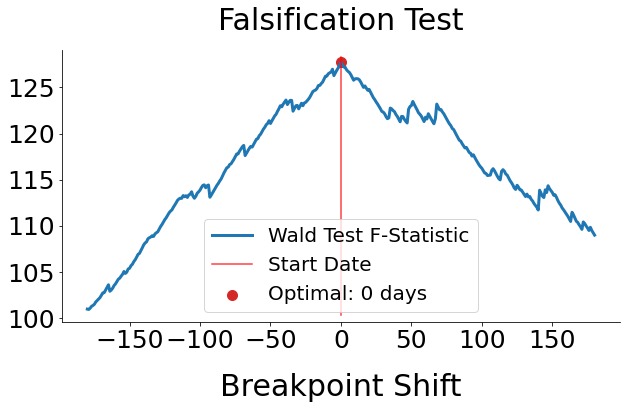 Falsification Test
125
120
115
110
105
100
Wald Test F-Statistic
Start Date
Optimal: 0 days
−150 −100 −50 0 50 100 150
Breakpoint Shift